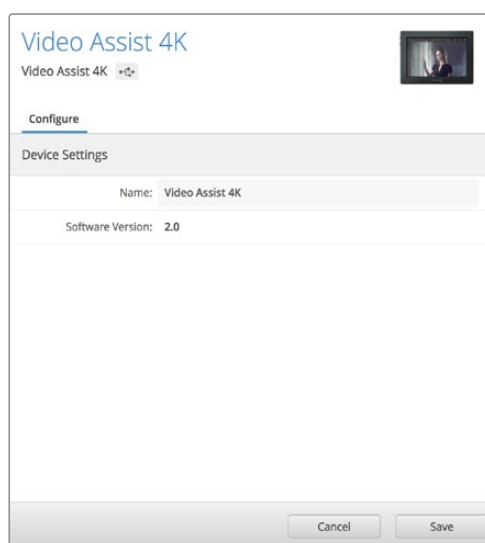 Video Assist 4K
Video Assist 4K
Configure
Device Settings
Name: Video Assist 4K
Software Version: 2.0
Cancel Save